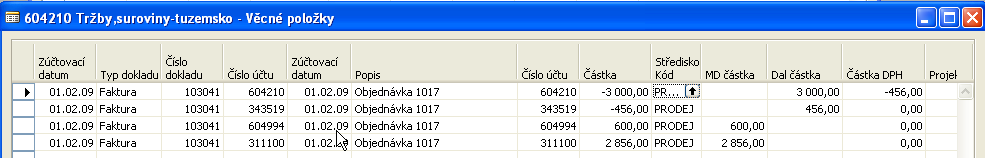 604210 Tržby,suroviny-tuzemsko - Věcné položky
Zúčtovací datum Typ dokladu Číslo dokladu Číslo účtu Zúčtovací datum Popis Číslo účtu Částka Středisko Kód MD částka Dal částka Částka DPH Projek
01.02.09 Faktura 103041 604210 01.02.09 Objednávka 1017 604210 -3 000,00 PR... 3 000,00 -456,00
01.02.09 Faktura 103041 343519 01.02.09 Objednávka 1017 343519 -456,00 PRODEJ 456,00 0,00
01.02.09 Faktura 103041 604994 01.02.09 Objednávka 1017 604994 600,00 PRODEJ 600,00 0,00
01.02.09 Faktura 103041 311100 01.02.09 Objednávka 1017 311100 2 856,00 PRODEJ 2 856,00 0,00